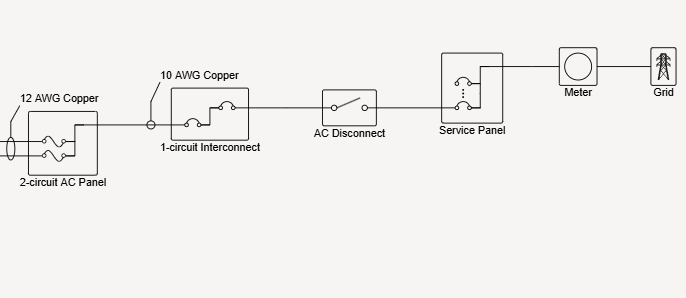 10 AWG Copper
12 AWG Copper
Meter
Grid
AC Disconnect
Service Panel
1-circuit Interconnect
2-circuit AC Panel